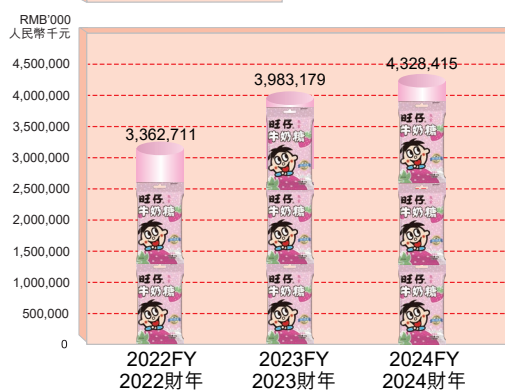 RMB'000
人民幣千元
4,500,000
4,000,000
3,500,000
3,000,000
2,500,000
2,000,000
1,500,000
1,000,000
500,000
0
3,362,711
3,983,179
4,328,415
旺仔
牛奶糖
旺仔
牛奶糖
旺仔
牛奶糖
旺仔
牛奶糖
旺仔
牛奶糖
旺仔
牛奶糖
旺仔
牛奶糖
旺仔
牛奶糖
2022FY
2022財年
2023FY
2023財年
2024FY
2024財年